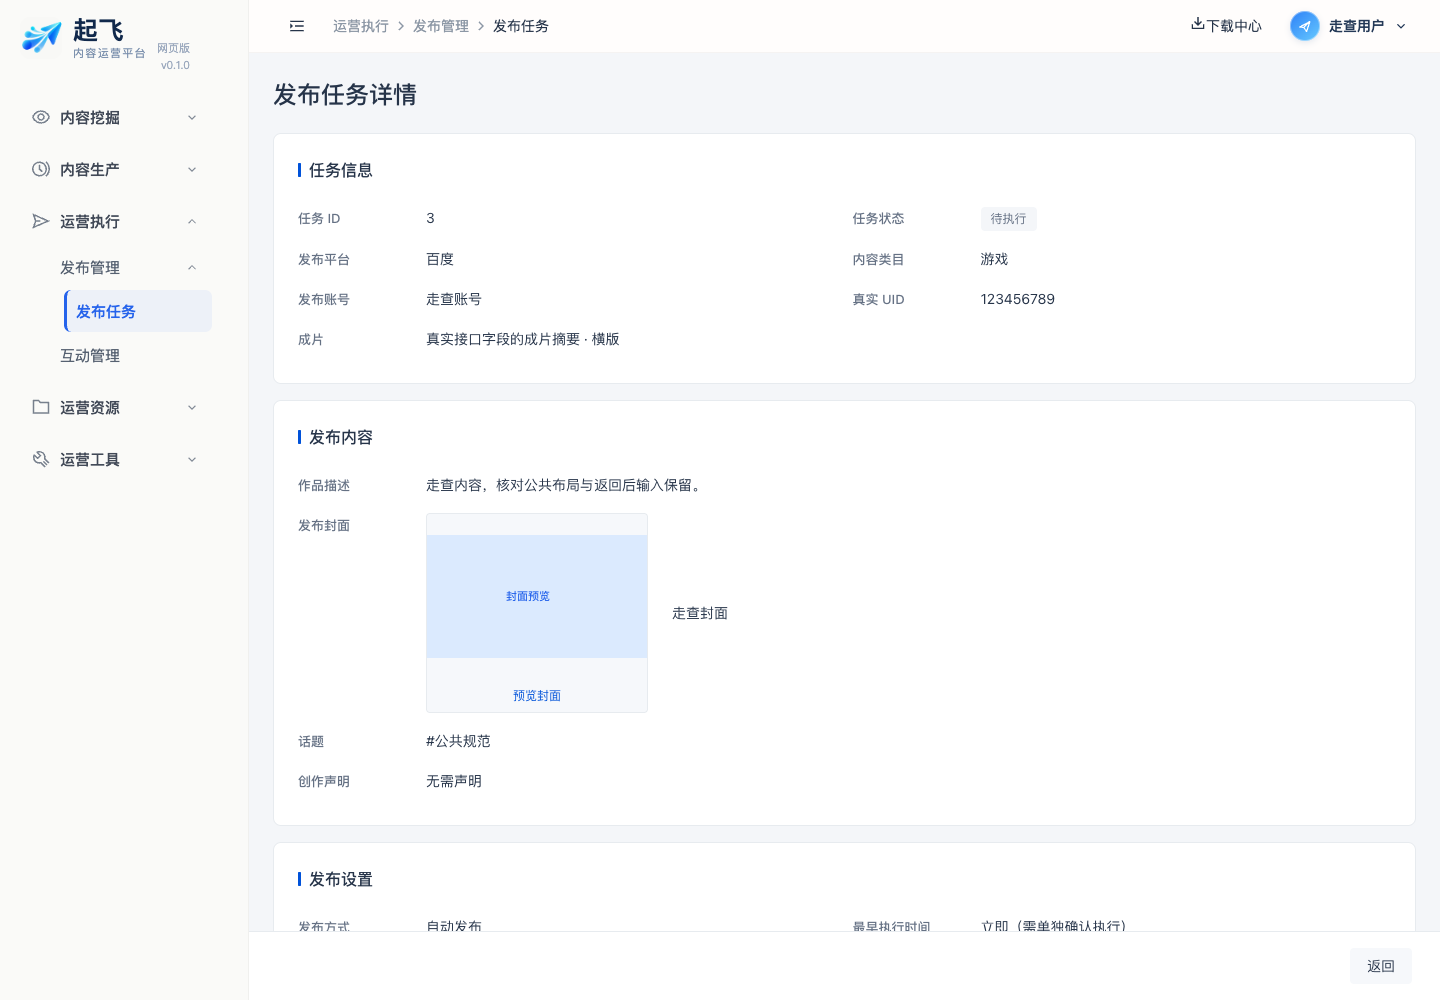 起飞
内容运营平台
网页版
v0.1.0
内容挖掘
内容生产
运营执行
发布管理
发布任务
互动管理
运营资源
运营工具
运营执行 > 发布管理 > 发布任务
下载中心
走查用户
发布任务详情
任务信息
任务 ID 3
任务状态 待执行
发布平台 百度
内容类目 游戏
发布账号 走查账号
真实 UID 123456789
成片 真实接口字段的成片摘要 · 横版
发布内容
作品描述 走查内容，核对公共布局与返回后输入保留。
发布封面
封面预览
走查封面
预览封面
话题 #公共规范
创作声明 无需声明
发布设置
发布方式 自动发布
最早执行时间 立即（需单独确认执行）
返回